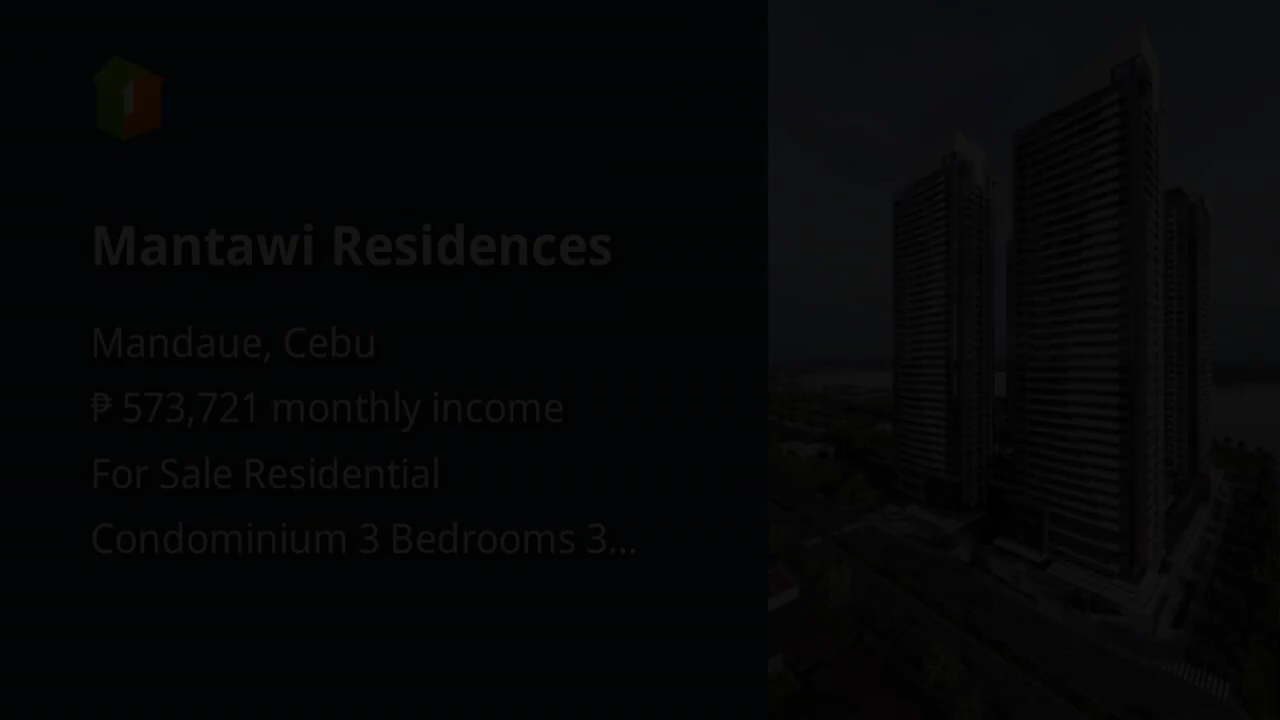 Mantawi Residences
Mandaue, Cebu
₱ 573,721 monthly income
For Sale Residential
Condominium 3 Bedrooms 3...